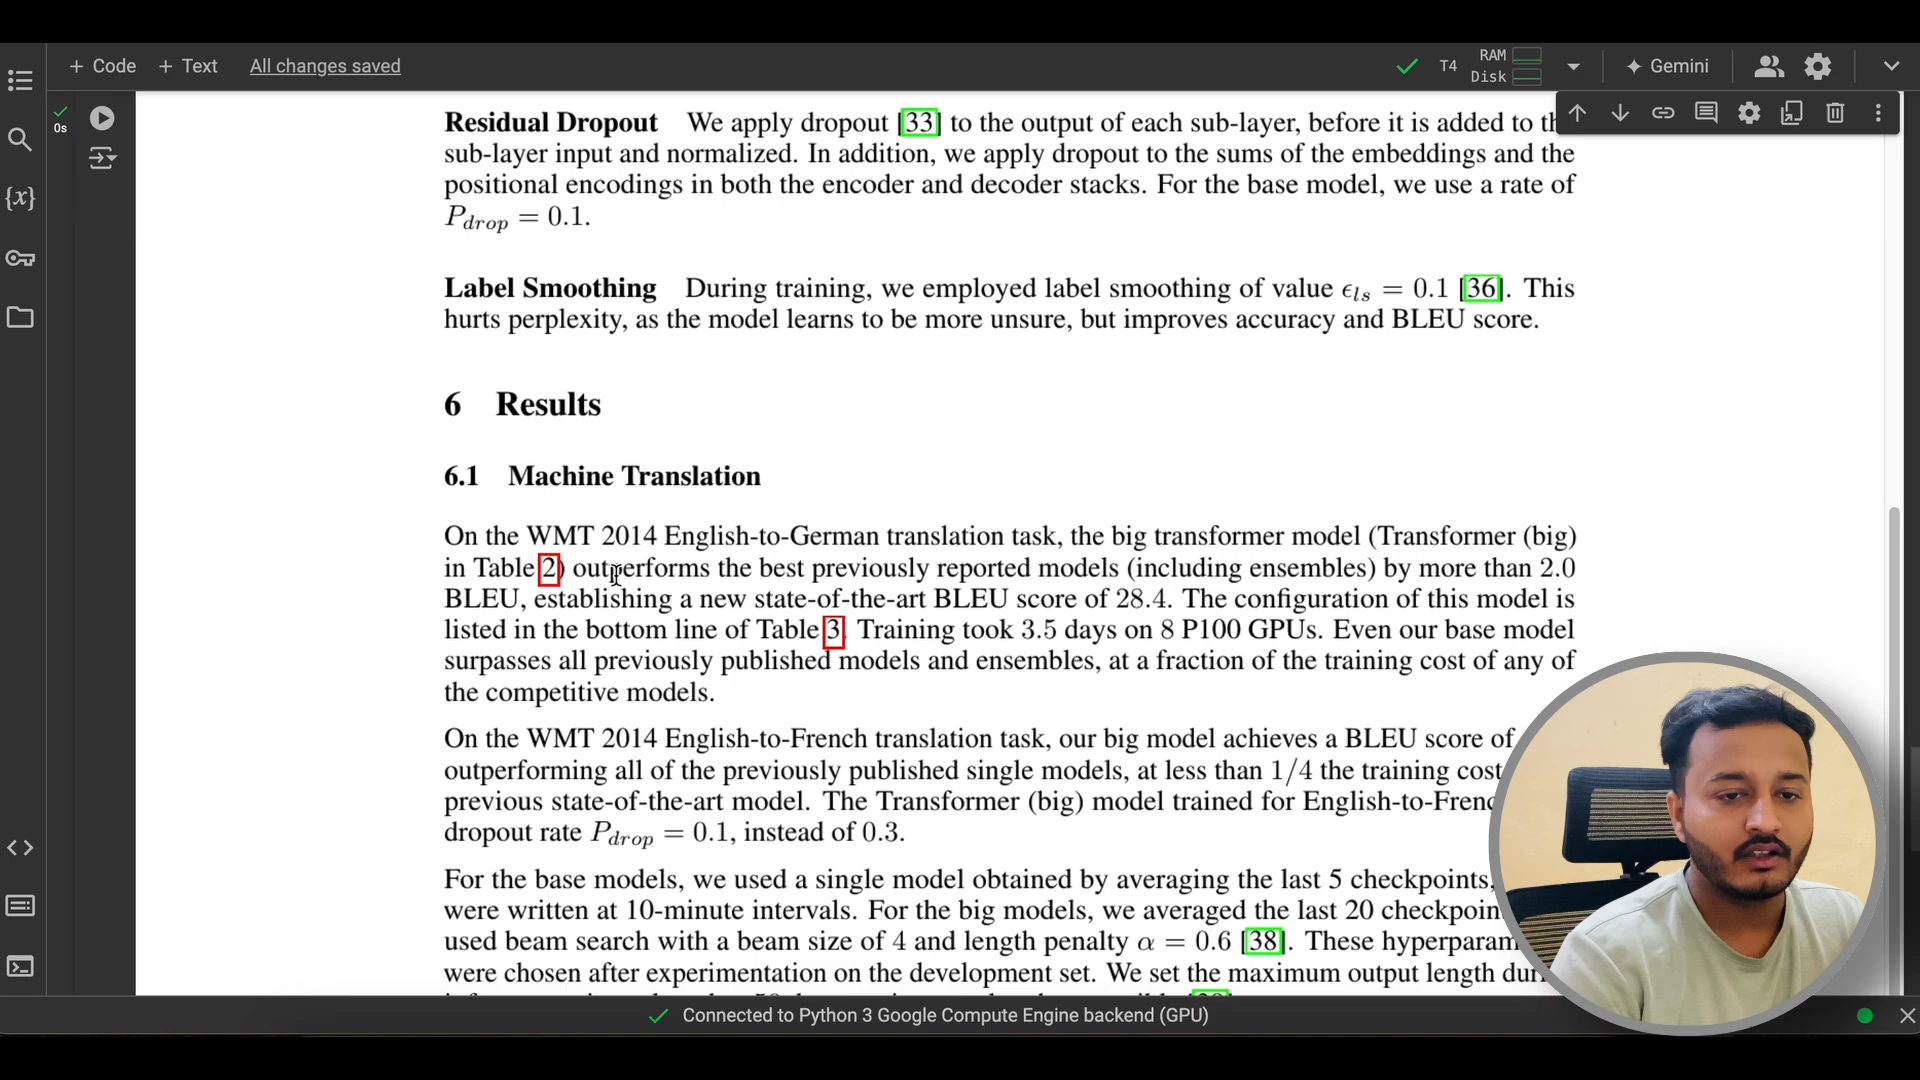 + Code + Text All changes saved
T4 RAM Disk Gemini
0s
Residual Dropout We apply dropout [33] to the output of each sub-layer, before it is added to
sub-layer input and normalized. In addition, we apply dropout to the sums of the embeddings and the
positional encodings in both the encoder and decoder stacks. For the base model, we use a rate of
P_drop = 0.1.
Label Smoothing During training, we employed label smoothing of value ϵ_ls = 0.1 [36]. This
hurts perplexity, as the model learns to be more unsure, but improves accuracy and BLEU score.
6 Results
6.1 Machine Translation
On the WMT 2014 English-to-German translation task, the big transformer model (Transformer (big)
in Table 2) outperforms the best previously reported models (including ensembles) by more than 2.0
BLEU, establishing a new state-of-the-art BLEU score of 28.4. The configuration of this model is
listed in the bottom line of Table 3. Training took 3.5 days on 8 P100 GPUs. Even our base model
surpasses all previously published models and ensembles, at a fraction of the training cost of any of
the competitive models.
On the WMT 2014 English-to-French translation task, our big model achieves a BLEU score of
outperforming all of the previously published single models, at less than 1/4 the training cost
previous state-of-the-art model. The Transformer (big) model trained for
dropout rate P_drop = 0.1, instead of 0.3.
For the base models, we used a single model obtained by averaging the last 5 checkpoints,
were written at 10-minute intervals. For the big models, we averaged the last 20
used beam search with a beam size of 4 and length penalty α = 0.6 [38]. These
were chosen after experimentation on the development set. We set the maximum output length
Connected to Python 3 Google Compute Engine backend (GPU)